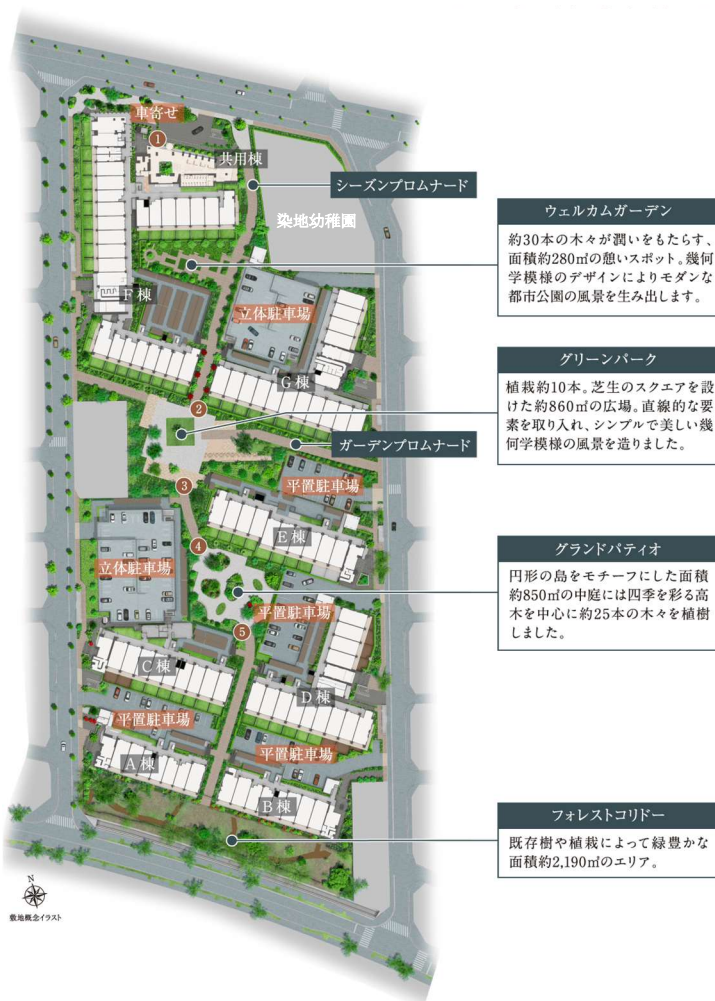 車寄せ
1
共用棟
シーズンプロムナード
染地幼稚園
ウェルカムガーデン
約30本の木々が潤いをもたらす、
面積約280㎡の憩いスポット。幾何
学模様のデザインによりモダンな
都市公園の風景を生み出します。
F棟
立体駐車場
G棟
グリーンパーク
植栽約10本。芝生のスクエアを設
けた約860㎡の広場。直線的な要
素を取り入れ、シンプルで美しい幾
何学模様の風景を造りました。
2
ガーデンプロムナード
3
平置駐車場
E棟
4
立体駐車場
グランドパティオ
円形の島をモチーフにした面積
約850㎡の中庭には四季を彩る高
木を中心に約25本の木々を植樹
しました。
平置駐車場
5
C棟
D棟
平置駐車場
平置駐車場
A棟
B棟
フォレストコリドー
既存樹や植栽によって緑豊かな
面積約2,190㎡のエリア。
N
敷地概念イラスト